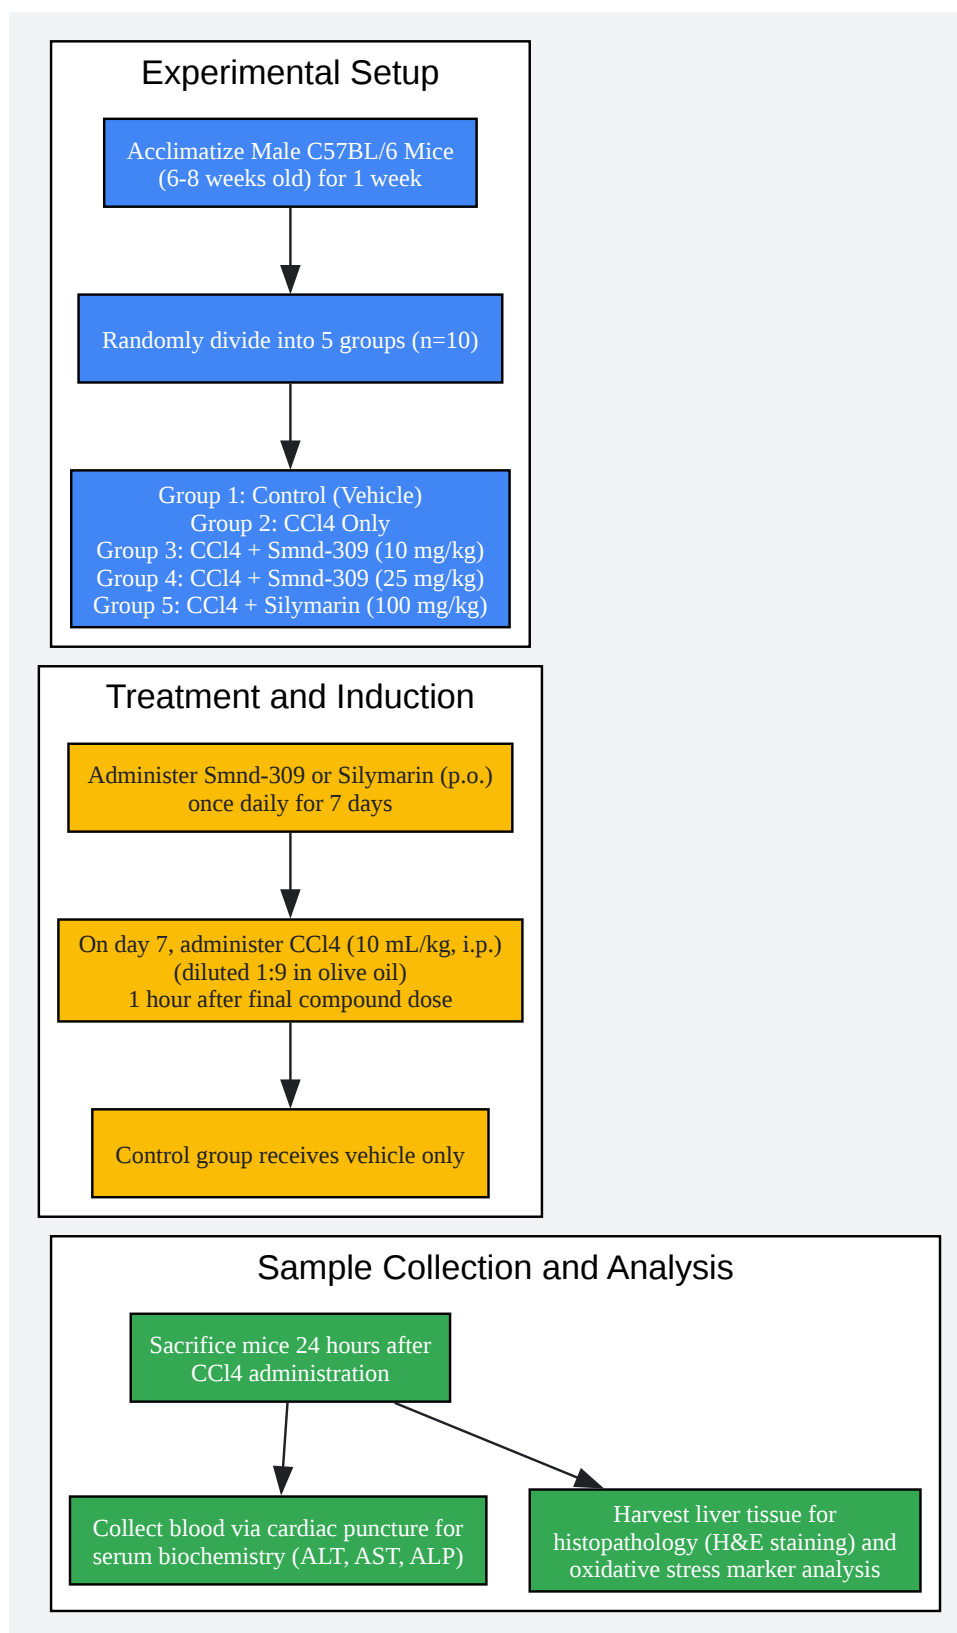 Experimental Setup
Acclimatize Male C57BL/6 Mice
(6-8 weeks old) for 1 week
Randomly divide into 5 groups (n=10)
Group 1: Control (Vehicle)
Group 2: CCl4 Only
Group 3: CCl4 + Smnd-309 (10 mg/kg)
Group 4: CCl4 + Smnd-309 (25 mg/kg)
Group 5: CCl4 + Silymarin (100 mg/kg)
Treatment and Induction
Administer Smnd-309 or Silymarin (p.o.)
once daily for 7 days
On day 7, administer CCl4 (10 mL/kg, i.p.)
(diluted 1:9 in olive oil)
1 hour after final compound dose
Control group receives vehicle only
Sample Collection and Analysis
Sacrifice mice 24 hours after
CCl4 administration
Collect blood via cardiac puncture for
serum biochemistry (ALT, AST, ALP)
Harvest liver tissue for
histopathology (H&E staining) and
oxidative stress marker analysis